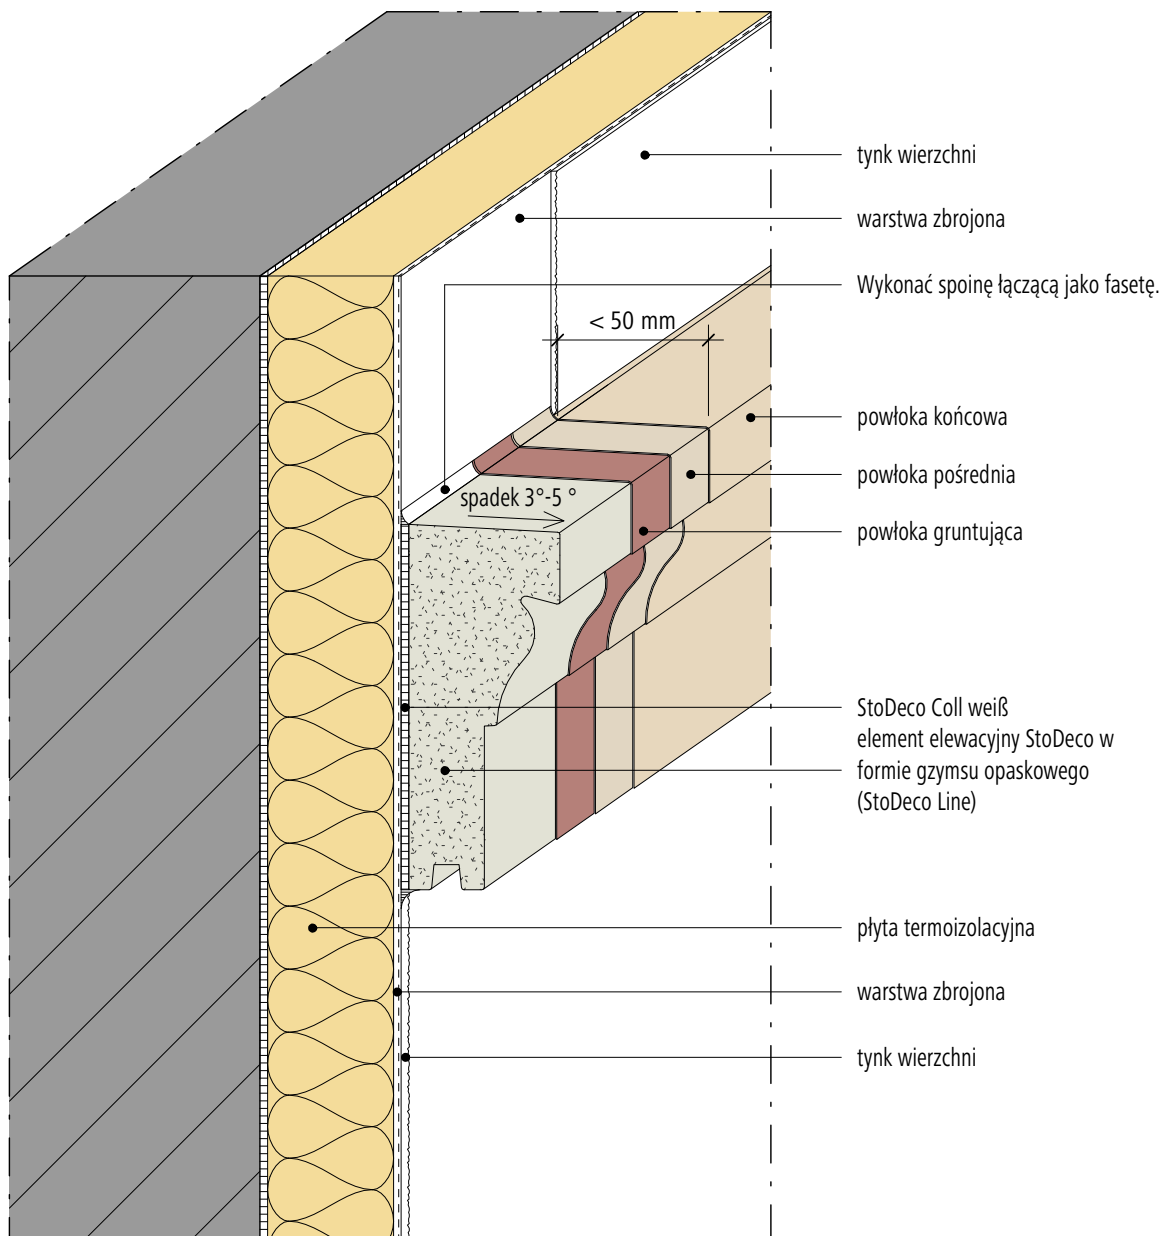 tynk wierzchni
warstwa zbrojona
Wykonać spoinę łączącą jako fasetę.
< 50 mm
powłoka końcowa
powłoka pośrednia
spadek 3°-5 °
powłoka gruntująca
StoDeco Coll weiß
element elewacyjny StoDeco w
formie gzymsu opaskowego
(StoDeco Line)
płyta termoizolacyjna
warstwa zbrojona
tynk wierzchni